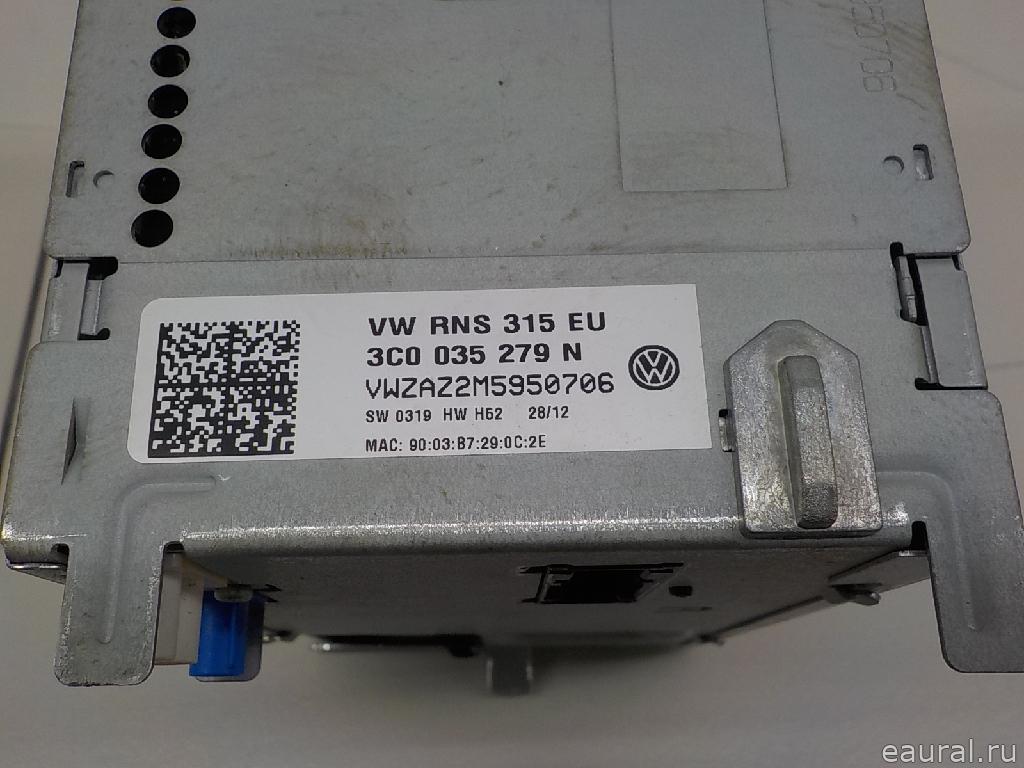 VW RNS 315 EU
3C0 035 279 N
VWZAZ2M5950706
SW 0319 HW H62 28/12
MAC: 90:03:B7:29:0C:2E
eaural.ru